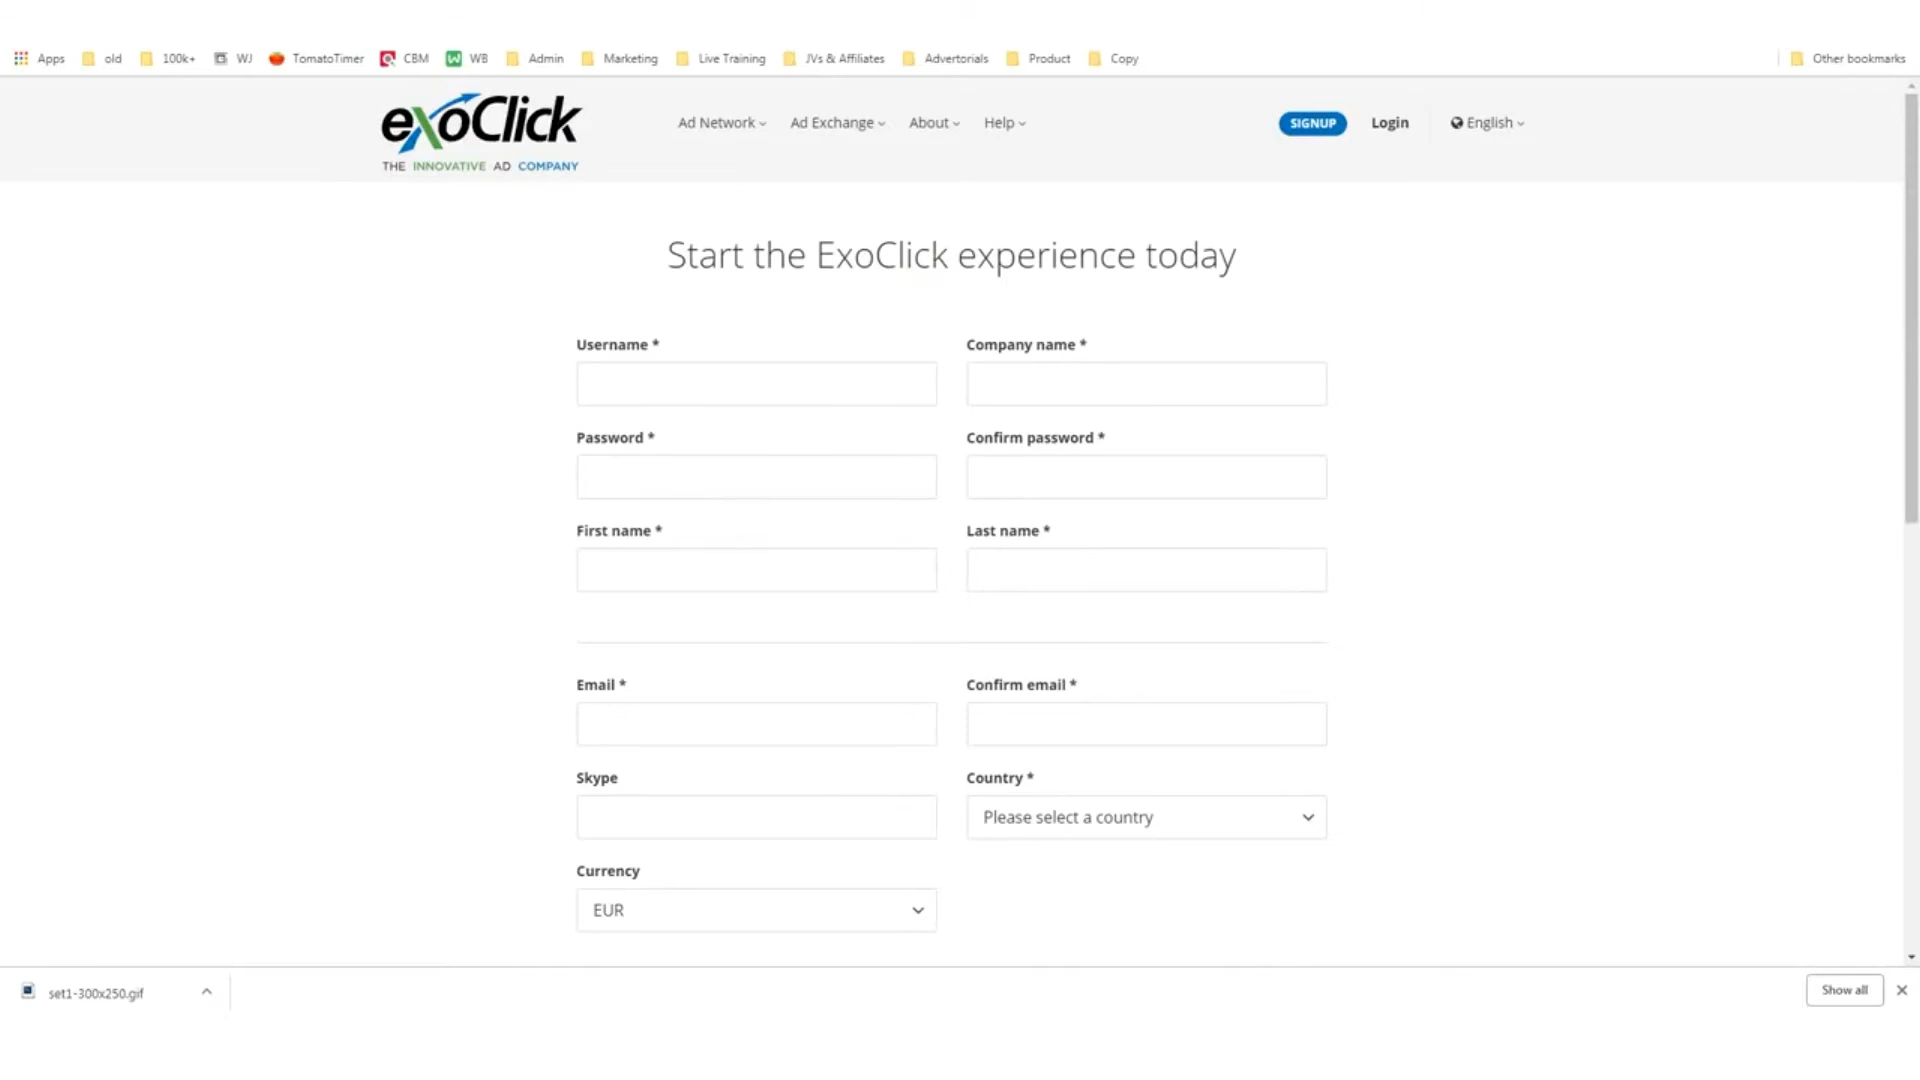 Apps old 100k+ WJ TomatoTimer CBM WB Admin Marketing Live Training JVs & Affiliates Advertorials Product Copy Other bookmarks
exoClick
THE INNOVATIVE AD COMPANY
Ad Network Ad Exchange About Help SIGNUP Login English
Start the ExoClick experience today
Username * Company name *
Password * Confirm password *
First name * Last name *
Email * Confirm email *
Skype Country *
Please select a country
Currency
EUR
set1-300x250.gif Show all